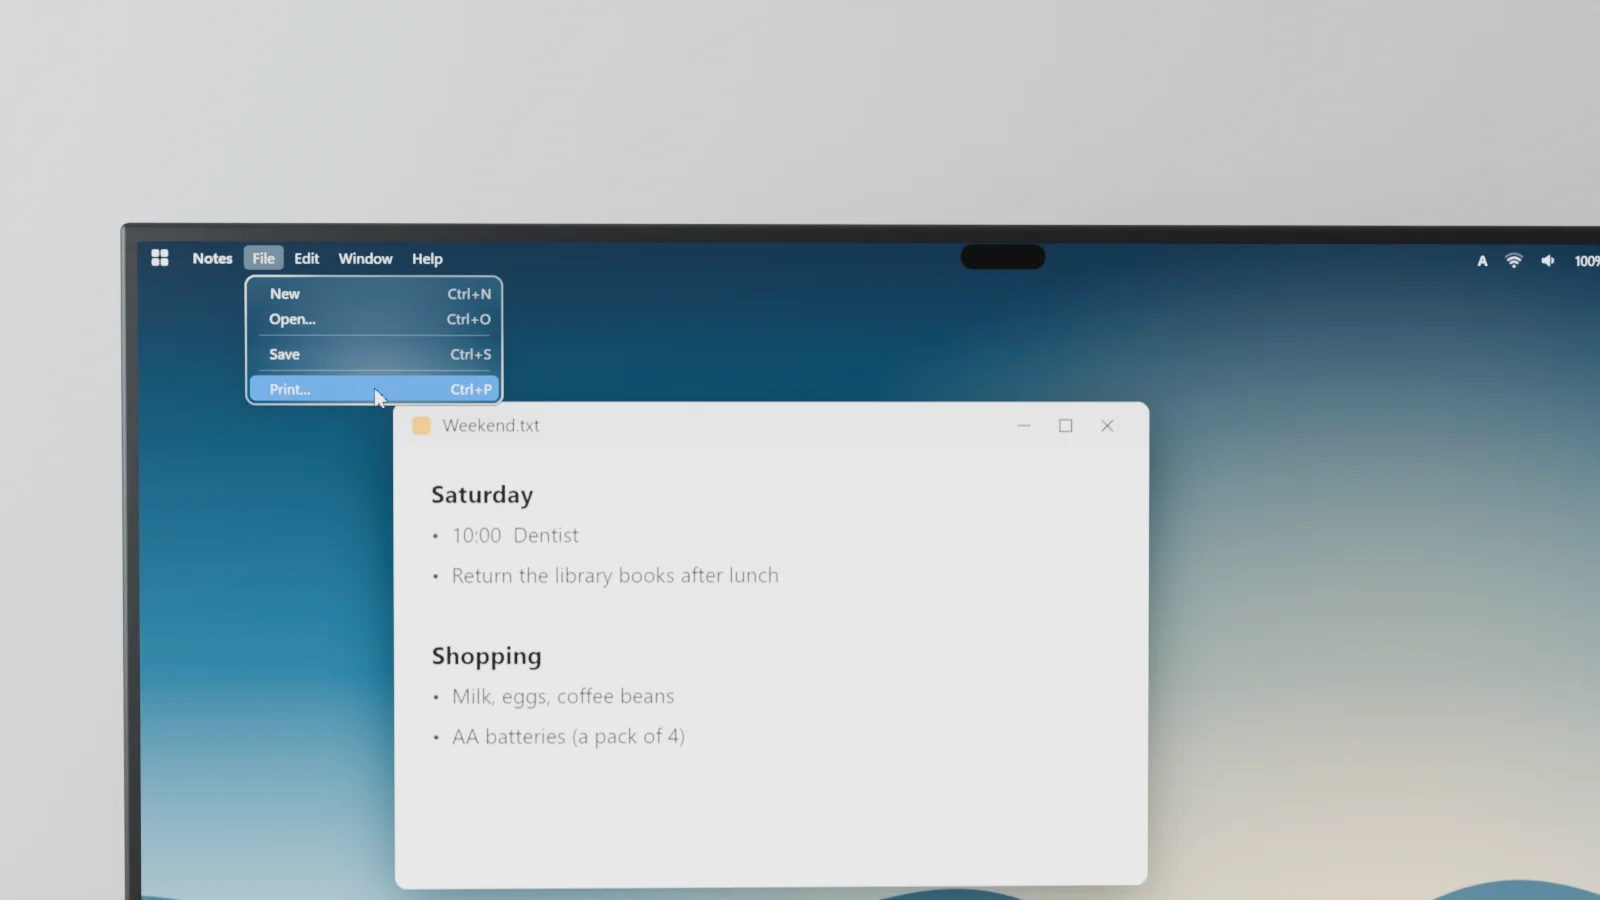 Notes File Edit Window Help A 100%
New Ctrl+N
Open... Ctrl+O
Save Ctrl+S
Print... Ctrl+P
Weekend.txt
Saturday
• 10:00 Dentist
• Return the library books after lunch
Shopping
• Milk, eggs, coffee beans
• AA batteries (a pack of 4)